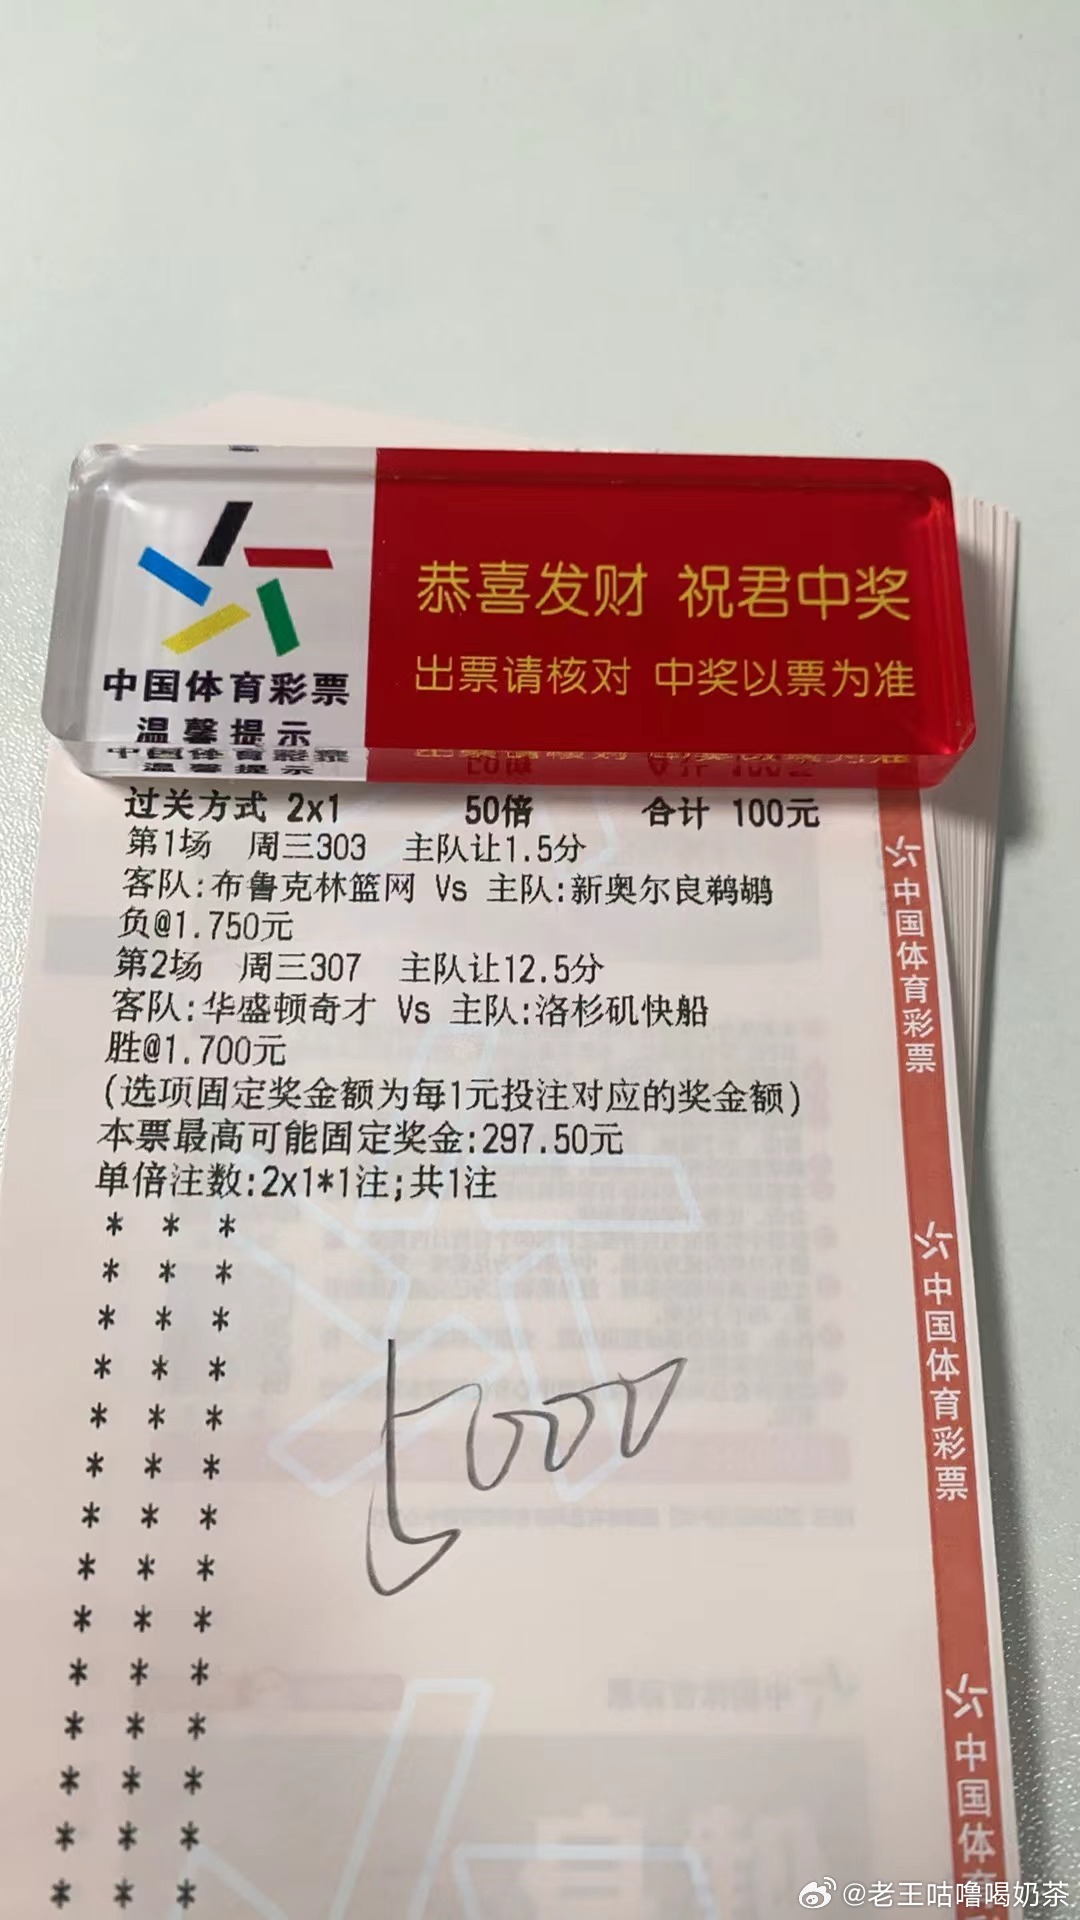 中国体育彩票
温馨提示
恭喜发财 祝君中奖
出票请核对 中奖以票为准
过关方式 2x1 50倍 合计 100元
第1场 周三303 主队让1.5分
客队:布鲁克林篮网 Vs 主队:新奥尔良鹈鹕
负@1.750元
第2场 周三307 主队让12.5分
客队:华盛顿奇才 Vs 主队:洛杉矶快船
胜@1.700元
(选项固定奖金额为每1元投注对应的奖金额)
本票最高可能固定奖金:297.50元
单倍注数:2x1*1注;共1注
* * *
* * *
* * *
* * *
* * *
* * *
* * *
* * *
* * *
* * *
* * *
* * *
* * *
* * *
5000
中国体育彩票
中国体育彩票
中国体育
@老王咕噜喝奶茶